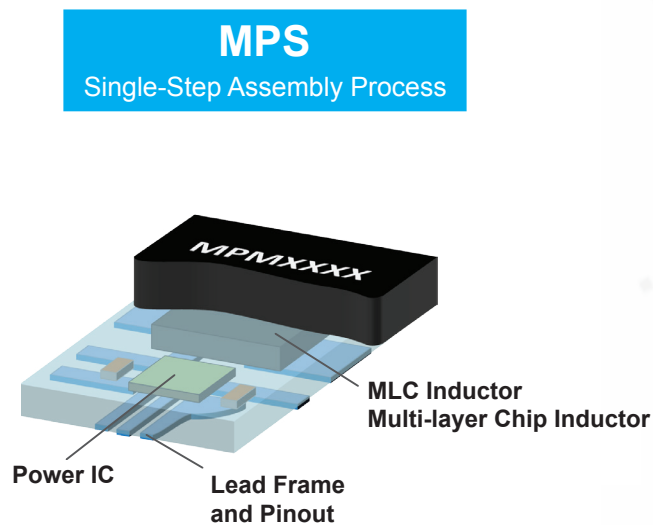 MPS
Single-Step Assembly Process
MPMXXXX
MLC Inductor
Multi-layer Chip Inductor
Power IC
Lead Frame
and Pinout